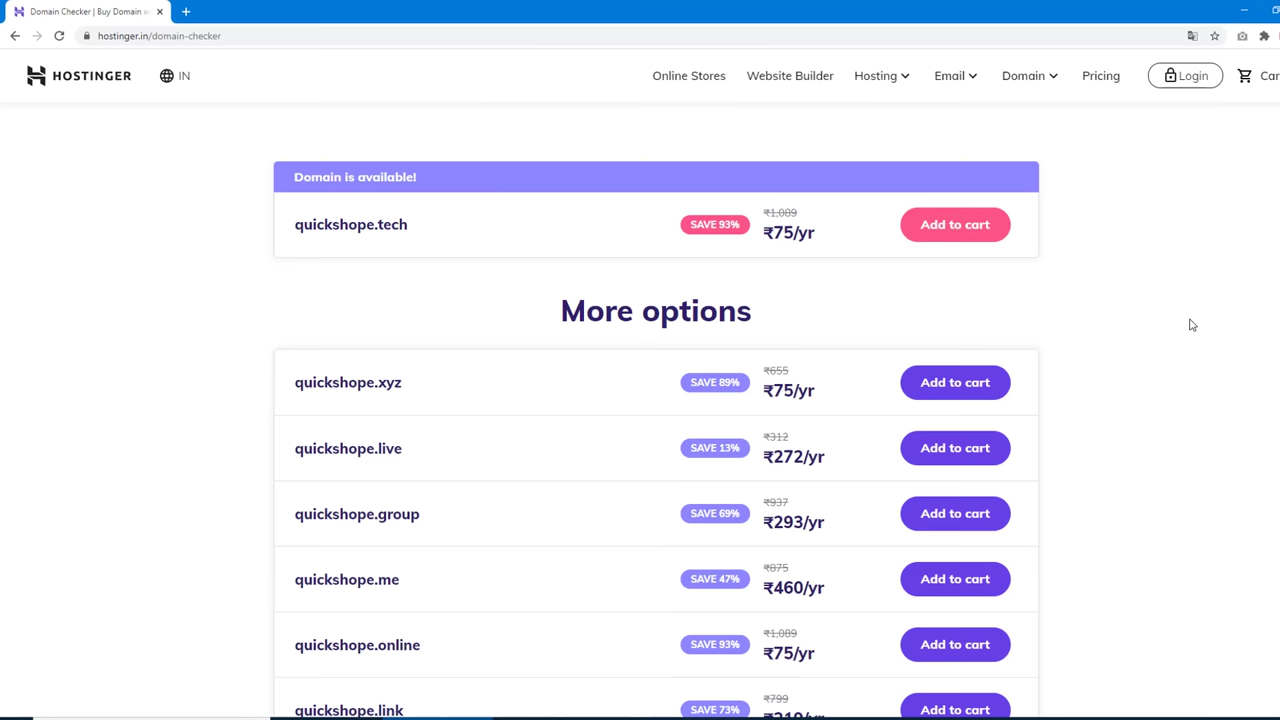 Domain Checker | Buy Domain w
hostinger.in/domain-checker
HOSTINGER IN Online Stores Website Builder Hosting Email Domain Pricing Login Car
Domain is available!
quickshope.tech SAVE 93% ₹1,089 ₹75/yr Add to cart
More options
quickshope.xyz SAVE 89% ₹655 ₹75/yr Add to cart
quickshope.live SAVE 13% ₹312 ₹272/yr Add to cart
quickshope.group SAVE 69% ₹937 ₹293/yr Add to cart
quickshope.me SAVE 47% ₹875 ₹460/yr Add to cart
quickshope.online SAVE 93% ₹1,089 ₹75/yr Add to cart
quickshope.link SAVE 73% ₹799 Add to cart